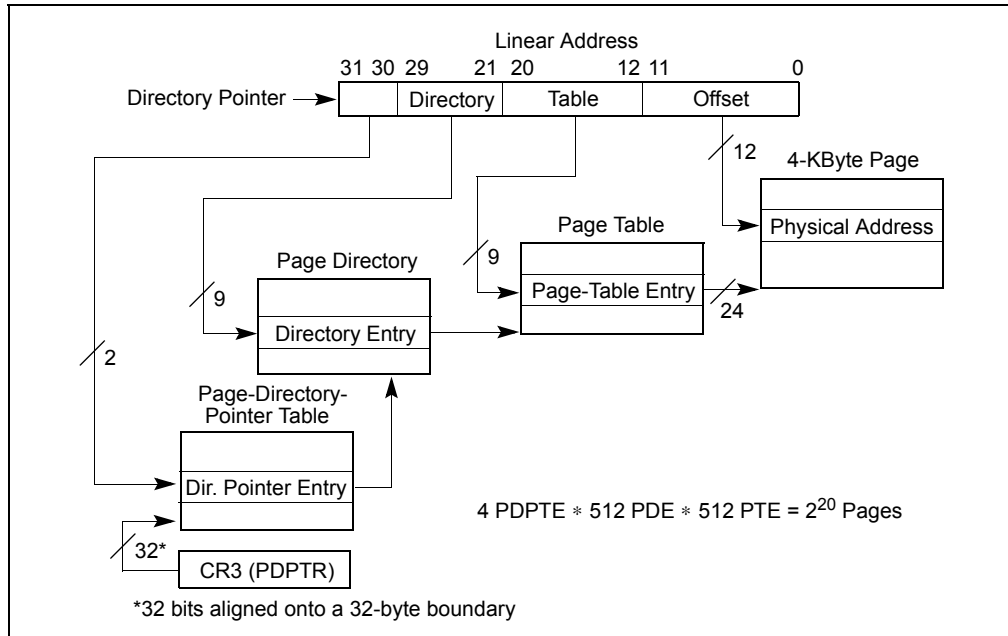 Linear Address
31 30 29 21 20 12 11 0
Directory Pointer
Directory
Table
Offset
12
4-KByte Page
Physical Address
Page Table
9
Page-Table Entry
24
Page Directory
9
Directory Entry
2
Page-Directory-
Pointer Table
Dir. Pointer Entry
4 PDPTE ∗ 512 PDE ∗ 512 PTE = 2²⁰ Pages
32*
CR3 (PDPTR)
*32 bits aligned onto a 32-byte boundary